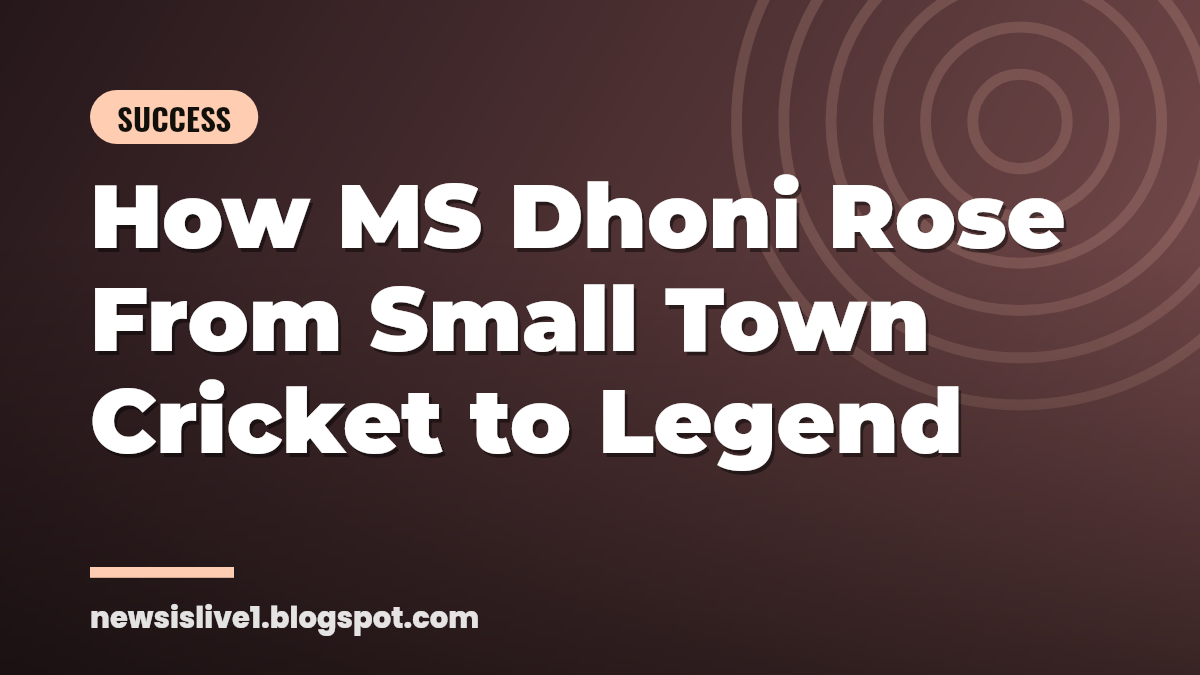 SUCCESS
How MS Dhoni Rose
From Small Town
Cricket to Legend
newsislive1.blogspot.com